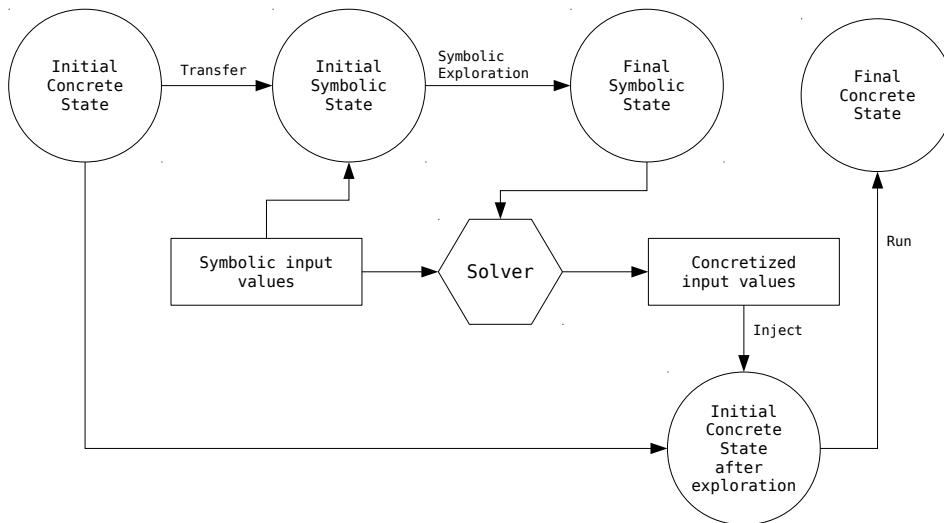 Initial
Concrete
State
Transfer
Initial
Symbolic
State
Symbolic
Exploration
Final
Symbolic
State
Final
Concrete
State
Symbolic input
values
Solver
Concretized
input values
Run
Inject
Initial
Concrete
State
after
exploration